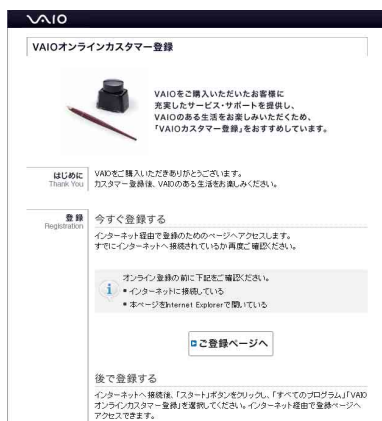 VAIO
VAIOオンラインカスタマー登録
VAIOをご購入いただいたお客様に
充実したサービス・サポートを提供し、
VAIOのある生活をお楽しみいただくため、
「VAIOカスタマー登録」をおすすめしています。
はじめに
Thank You
VAIOをご購入いただきありがとうございます。
カスタマー登録後、VAIOのある生活をお楽しみください。
登録
Registration
今すぐ登録する
インターネット経由で登録のためのページへアクセスします。
すでにインターネットへ接続されているか再度ご確認ください。
オンライン登録の前に下記をご確認ください。
• インターネットに接続している
• 本ページをInternet Explorerで開いている
ご登録ページへ
後で登録する
インターネットへ接続後、「スタート」ボタンをクリックし、「すべてのプログラム」「VAIO
オンラインカスタマー登録」を選択してください。インターネット経由で登録ページへ
アクセスできます。